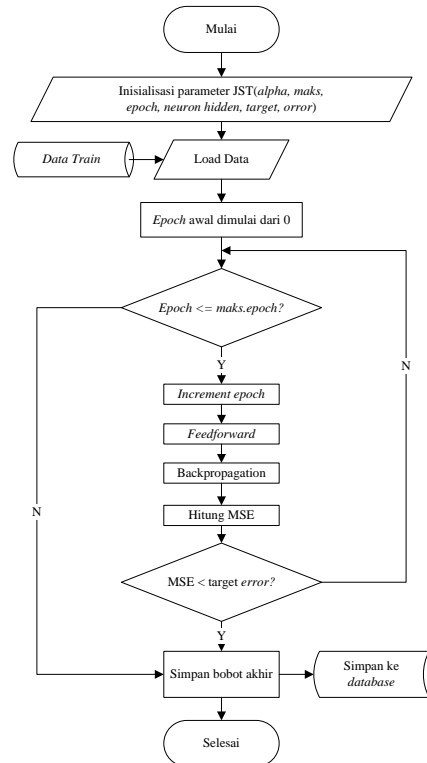 Mulai
Inisialisasi parameter JST(alpha, maks,
epoch, neuron hidden, target, orror)
Data Train
Load Data
Epoch awal dimulai dari 0
Epoch <= maks.epoch?
Y
N
Increment epoch
Feedforward
Backpropagation
Hitung MSE
N
MSE < target error?
Y
Simpan bobot akhir
Simpan ke
database
Selesai